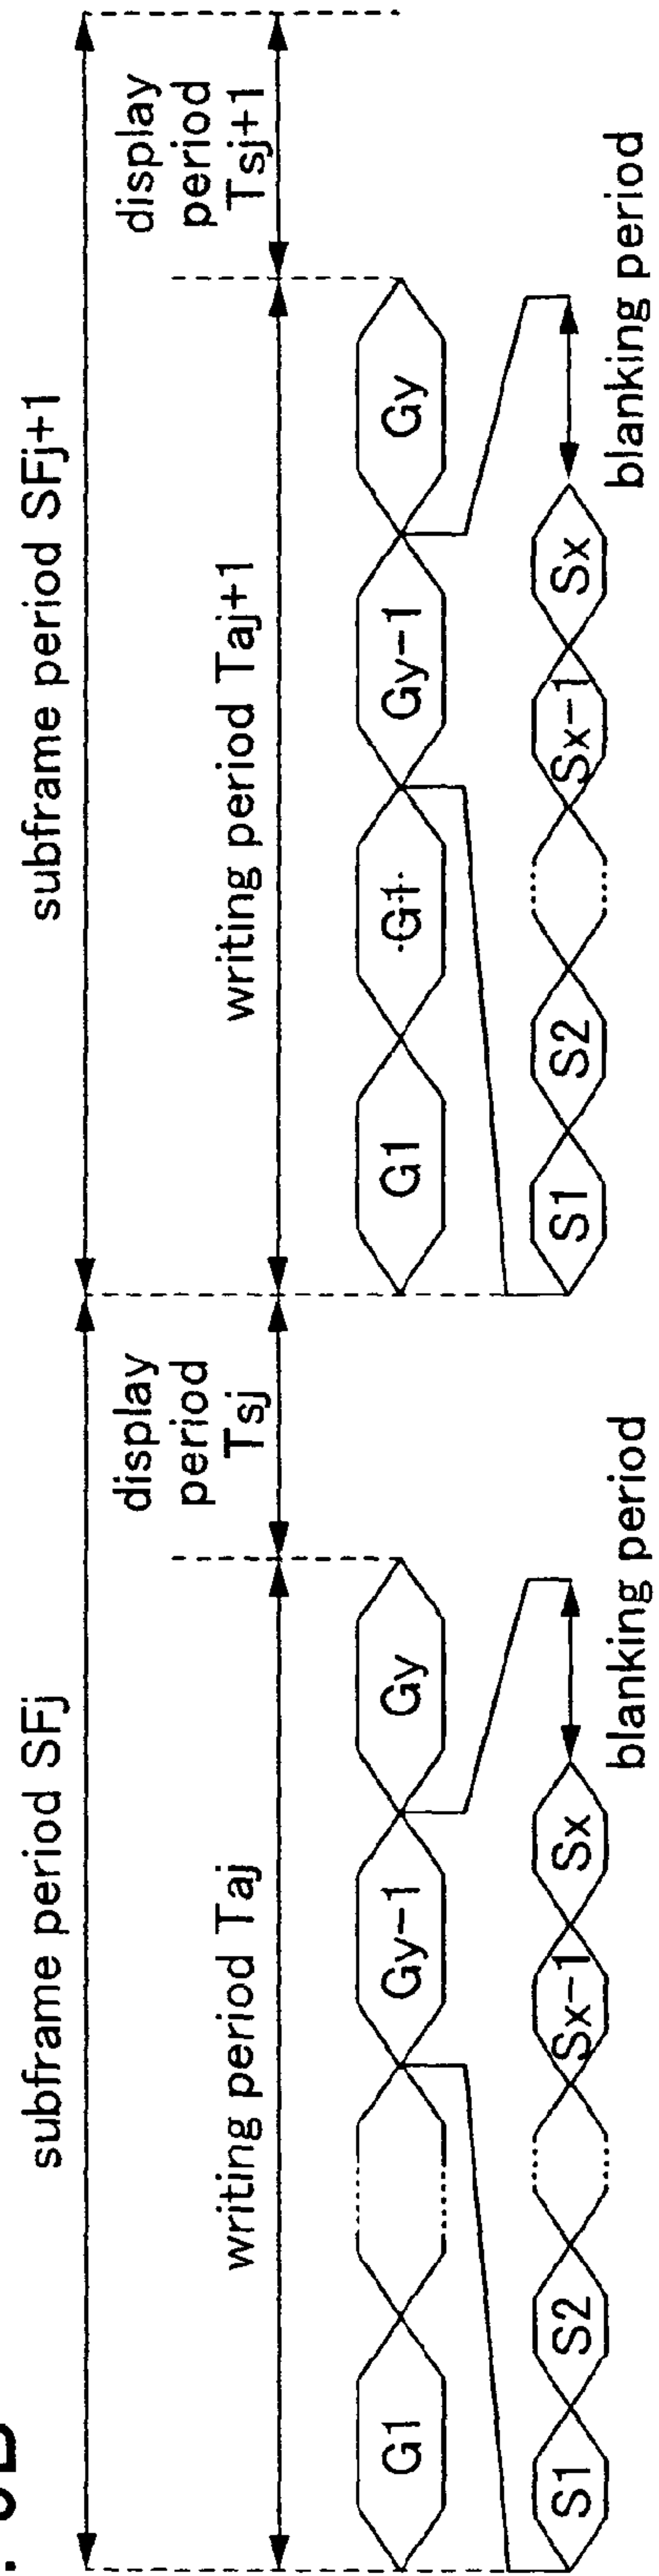 subframe period SFj
subframe period SFj+1
writing period Taj
display
period
Tsj
writing period Taj+1
display
period
Tsj+1
G1 Gy-1 Gy G1 G1 Gy-1 Gy
S1 S2 Sx-1 Sx S1 S2 Sx-1 Sx
blanking period
blanking period